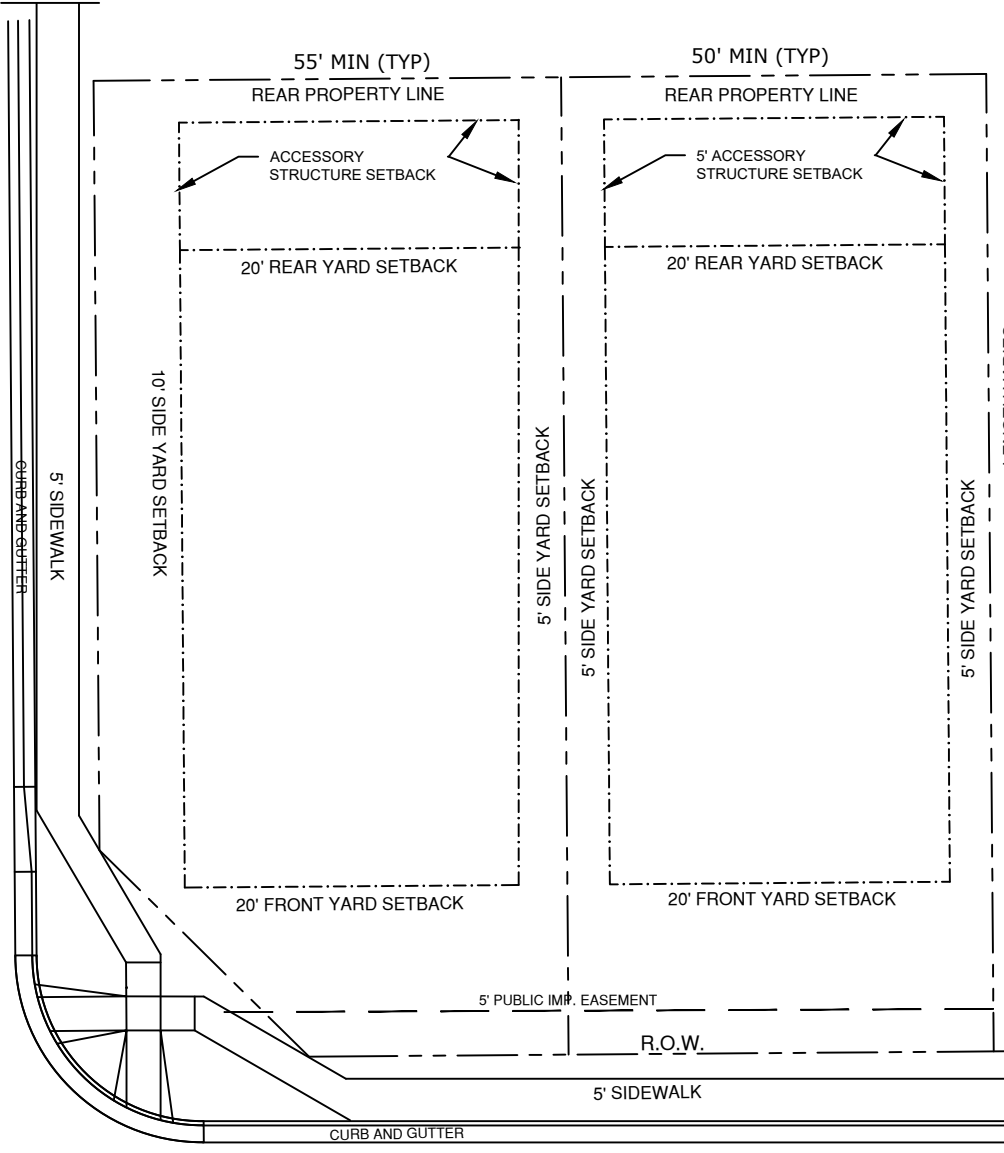 55' MIN (TYP)
50' MIN (TYP)
REAR PROPERTY LINE
REAR PROPERTY LINE
ACCESSORY
STRUCTURE SETBACK
5' ACCESSORY
STRUCTURE SETBACK
20' REAR YARD SETBACK
20' REAR YARD SETBACK
CURB AND GUTTER
5' SIDEWALK
10' SIDE YARD SETBACK
5' SIDE YARD SETBACK
5' SIDE YARD SETBACK
5' SIDE YARD SETBACK
20' FRONT YARD SETBACK
20' FRONT YARD SETBACK
5' PUBLIC IMP. EASEMENT
R.O.W.
5' SIDEWALK
CURB AND GUTTER